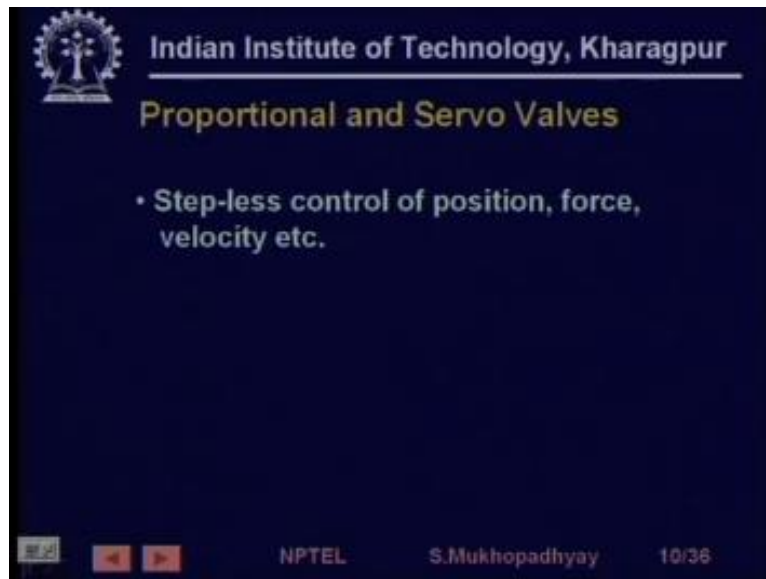 Indian Institute of Technology, Kharagpur
Proportional and Servo Valves
• Step-less control of position, force,
velocity etc.
NPTEL S.Mukhopadhyay 10/36